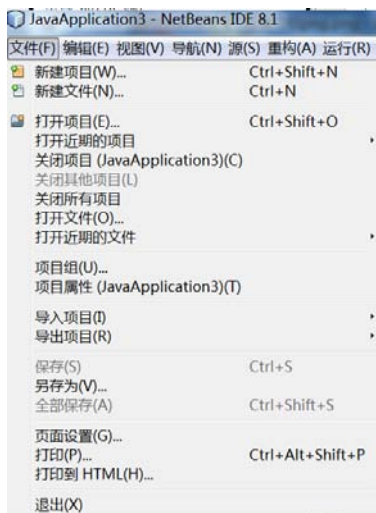 JavaApplication3 - NetBeans IDE 8.1
文件(F) 编辑(E) 视图(V) 导航(N) 源(S) 重构(A) 运行(R)
新建项目(W)... Ctrl+Shift+N
新建文件(N)... Ctrl+N
打开项目(E)... Ctrl+Shift+O
打开近期的项目
关闭项目 (JavaApplication3)(C)
关闭其他项目(L)
关闭所有项目
打开文件(O)...
打开近期的文件
项目组(U)...
项目属性 (JavaApplication3)(T)
导入项目(I)
导出项目(R)
保存(S) Ctrl+S
另存为(V)...
全部保存(A) Ctrl+Shift+S
页面设置(G)...
打印(P)... Ctrl+Alt+Shift+P
打印到 HTML(H)...
退出(X)